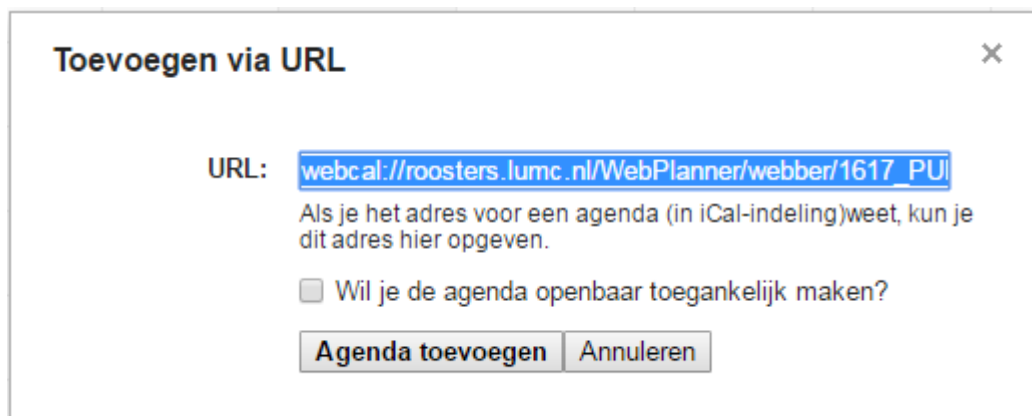 Toevoegen via URL
URL: webcal://roosters.lumc.nl/WebPlanner/webber/1617_PU
Als je het adres voor een agenda (in iCal-indeling)weet, kun je
dit adres hier opgeven.
Wil je de agenda openbaar toegankelijk maken?
Agenda toevoegen Annuleren